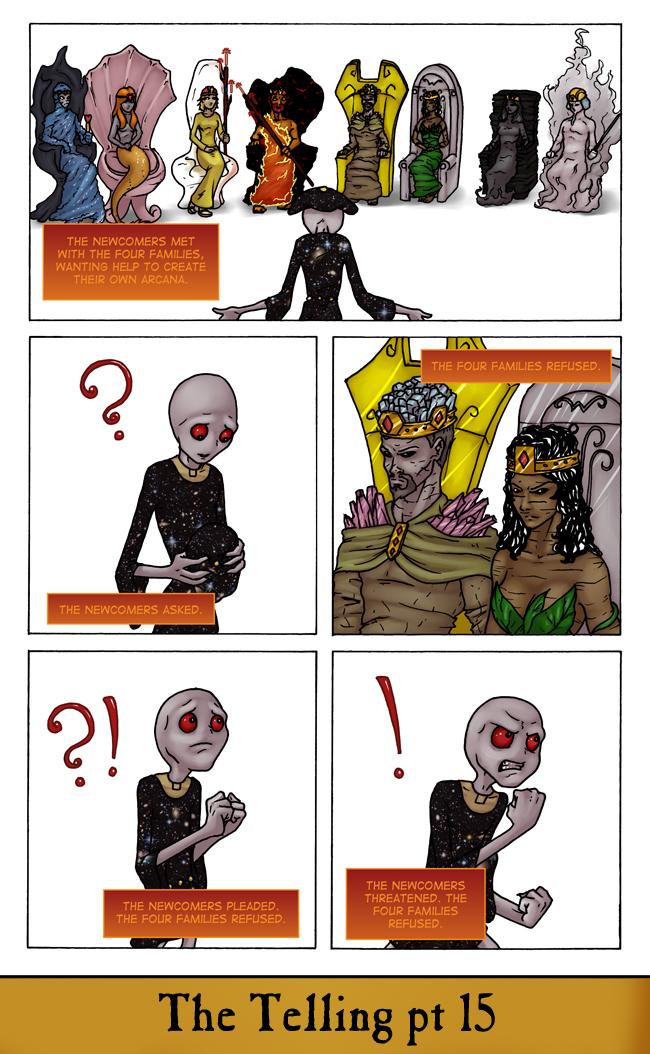 THE NEWCOMERS MET
WITH THE FOUR FAMILIES,
WANTING HELP TO CREATE
THEIR OWN ARCANA.
?
THE NEWCOMERS ASKED.
THE FOUR FAMILIES REFUSED.
?!
THE NEWCOMERS PLEADED.
THE FOUR FAMILIES REFUSED.
!
THE NEWCOMERS
THREATENED. THE
FOUR FAMILIES
REFUSED.
The Telling pt 15